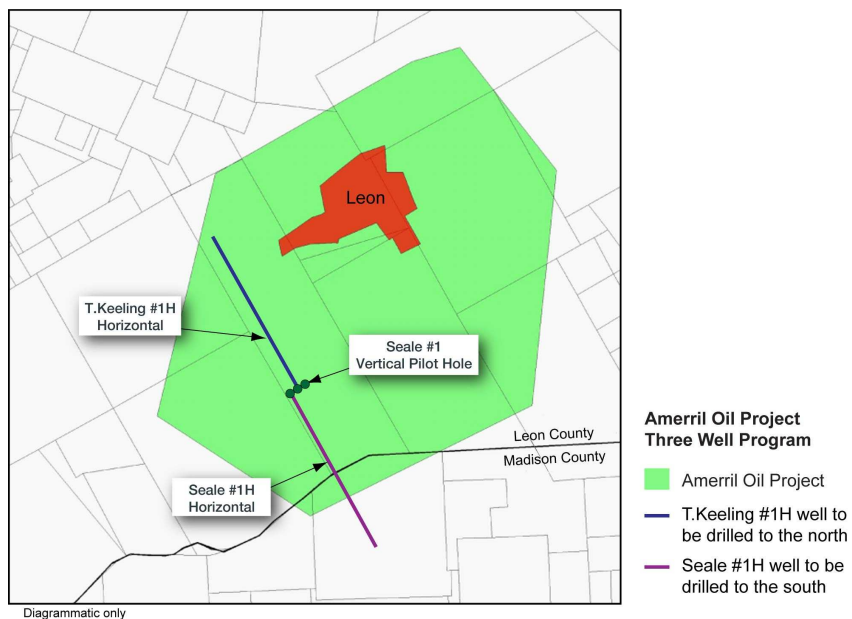 Leon
T.Keeling #1H
Horizontal
Seale #1
Vertical Pilot Hole
Leon County
Madison County
Seale #1H
Horizontal
Diagrammatic only
Amerril Oil Project
Three Well Program
Amerril Oil Project
T.Keeling #1H well to
be drilled to the north
Seale #1H well to be
drilled to the south